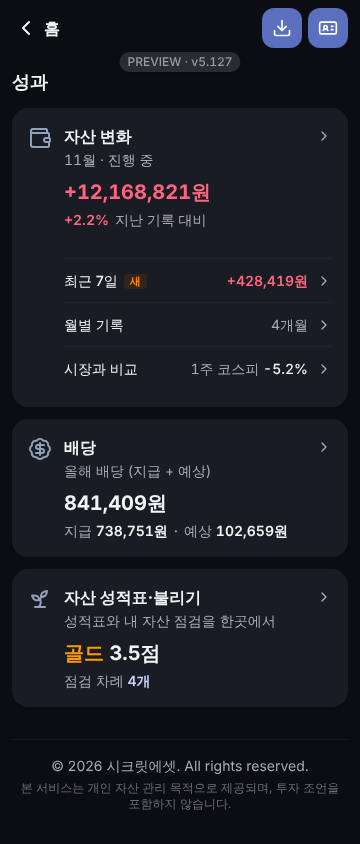 홈
PREVIEW · v5.127
성과
자산 변화
11월 · 진행 중
+12,168,821원
+2.2% 지난 기록 대비
최근 7일 새 +428,419원
월별 기록 4개월
시장과 비교 1주 코스피 -5.2%
배당
올해 배당 (지급 + 예상)
841,409원
지급 738,751원 · 예상 102,659원
자산 성적표·불리기
성적표와 내 자산 점검을 한곳에서
골드 3.5점
점검 차례 4개
© 2026 시크릿에셋. All rights reserved.
본 서비스는 개인 자산 관리 목적으로 제공되며, 투자 조언을
포함하지 않습니다.